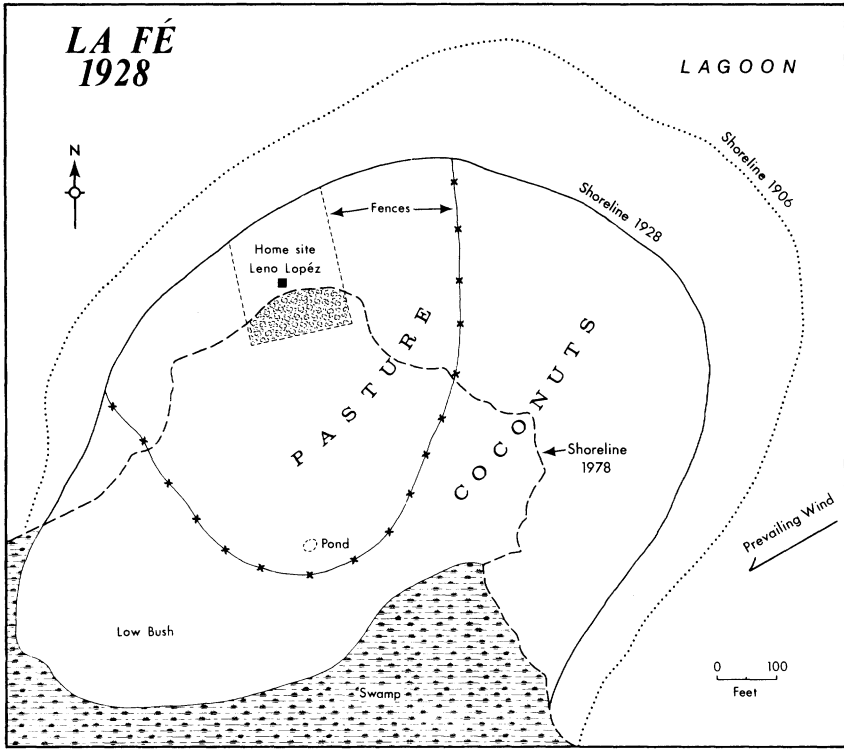 LA FÉ
1928
LAGOON
N
Shoreline 1906
Shoreline 1928
Fences
Home site
Leno Lopéz
PASTURE
COCONUTS
Shoreline
1978
Prevailing Wind
Pond
Low Bush
Swamp
0 100
Feet